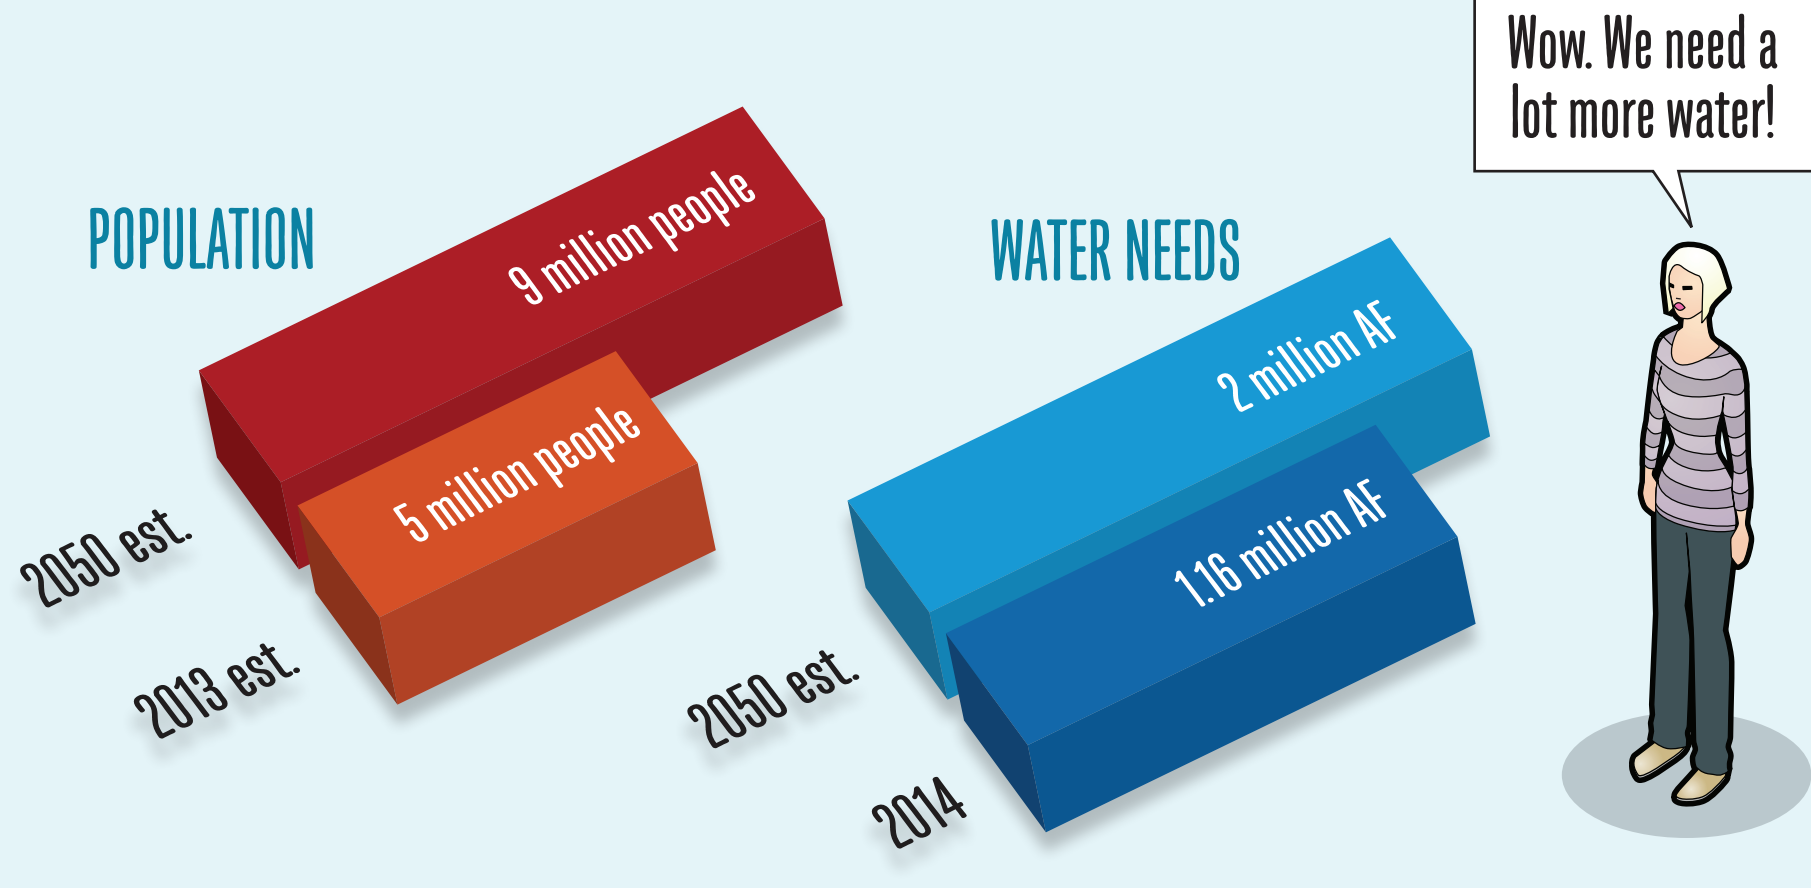 Wow. We need a
lot more water!
POPULATION
9 million people
5 million people
2050 est.
2013 est.
WATER NEEDS
2 million AF
1.16 million AF
2050 est.
2014